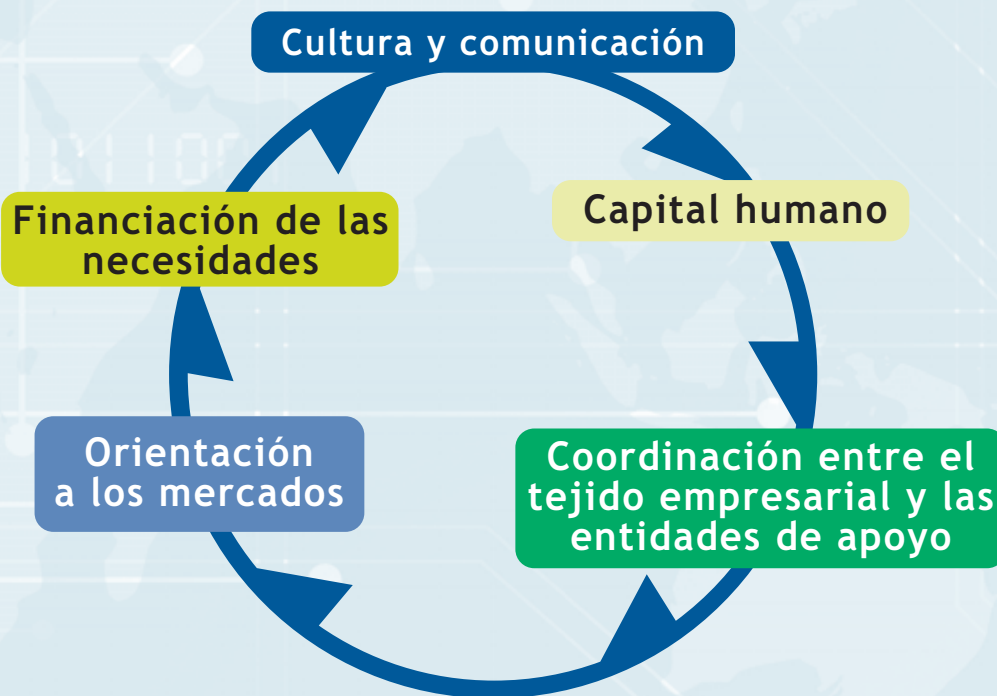 Cultura y comunicación
Capital humano
Coordinación entre el
tejido empresarial y las
entidades de apoyo
Orientación
a los mercados
Financiación de las
necesidades